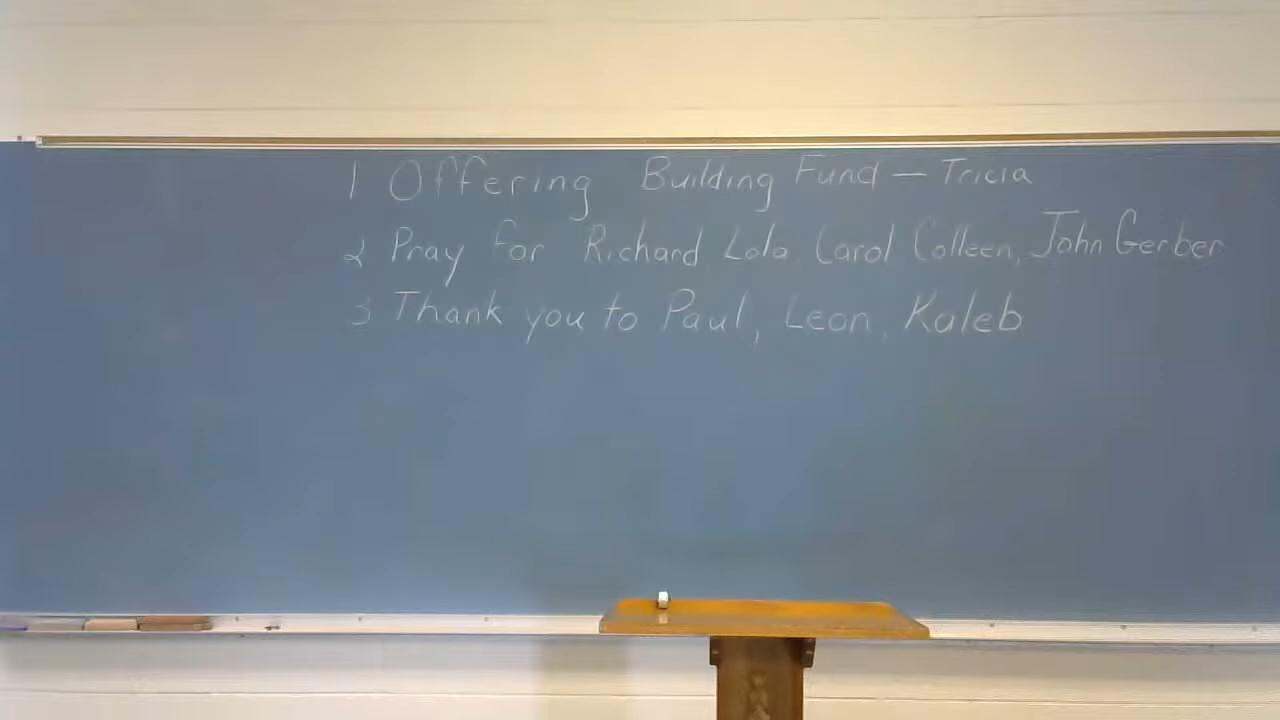 1 Offering Building Fund — Tricia
2 Pray for Richard, Lola, Carol Colleen, John Gerber
3 Thank you to Paul, Leon, Kaleb